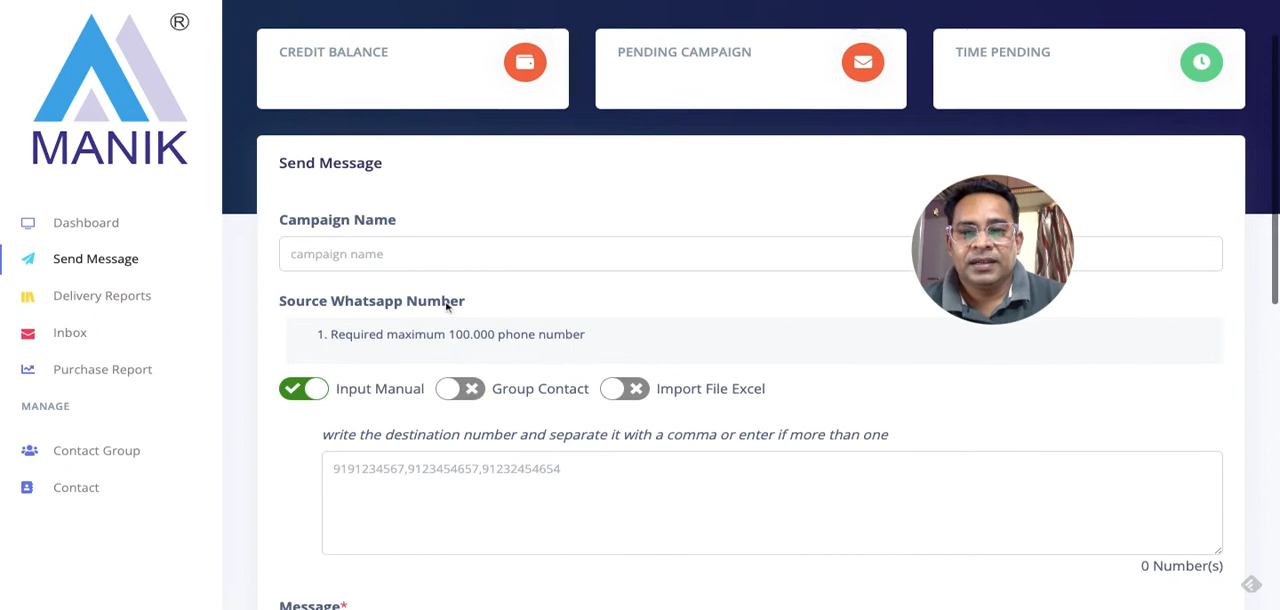 ®
MANIK
Dashboard
Send Message
Delivery Reports
Inbox
Purchase Report
MANAGE
Contact Group
Contact
CREDIT BALANCE
PENDING CAMPAIGN
TIME PENDING
Send Message
Campaign Name
campaign name
Source Whatsapp Number
1. Required maximum 100.000 phone number
Input Manual
Group Contact
Import File Excel
write the destination number and separate it with a comma or enter if more than one
9191234567,9123454657,91232454654
0 Number(s)
Message*